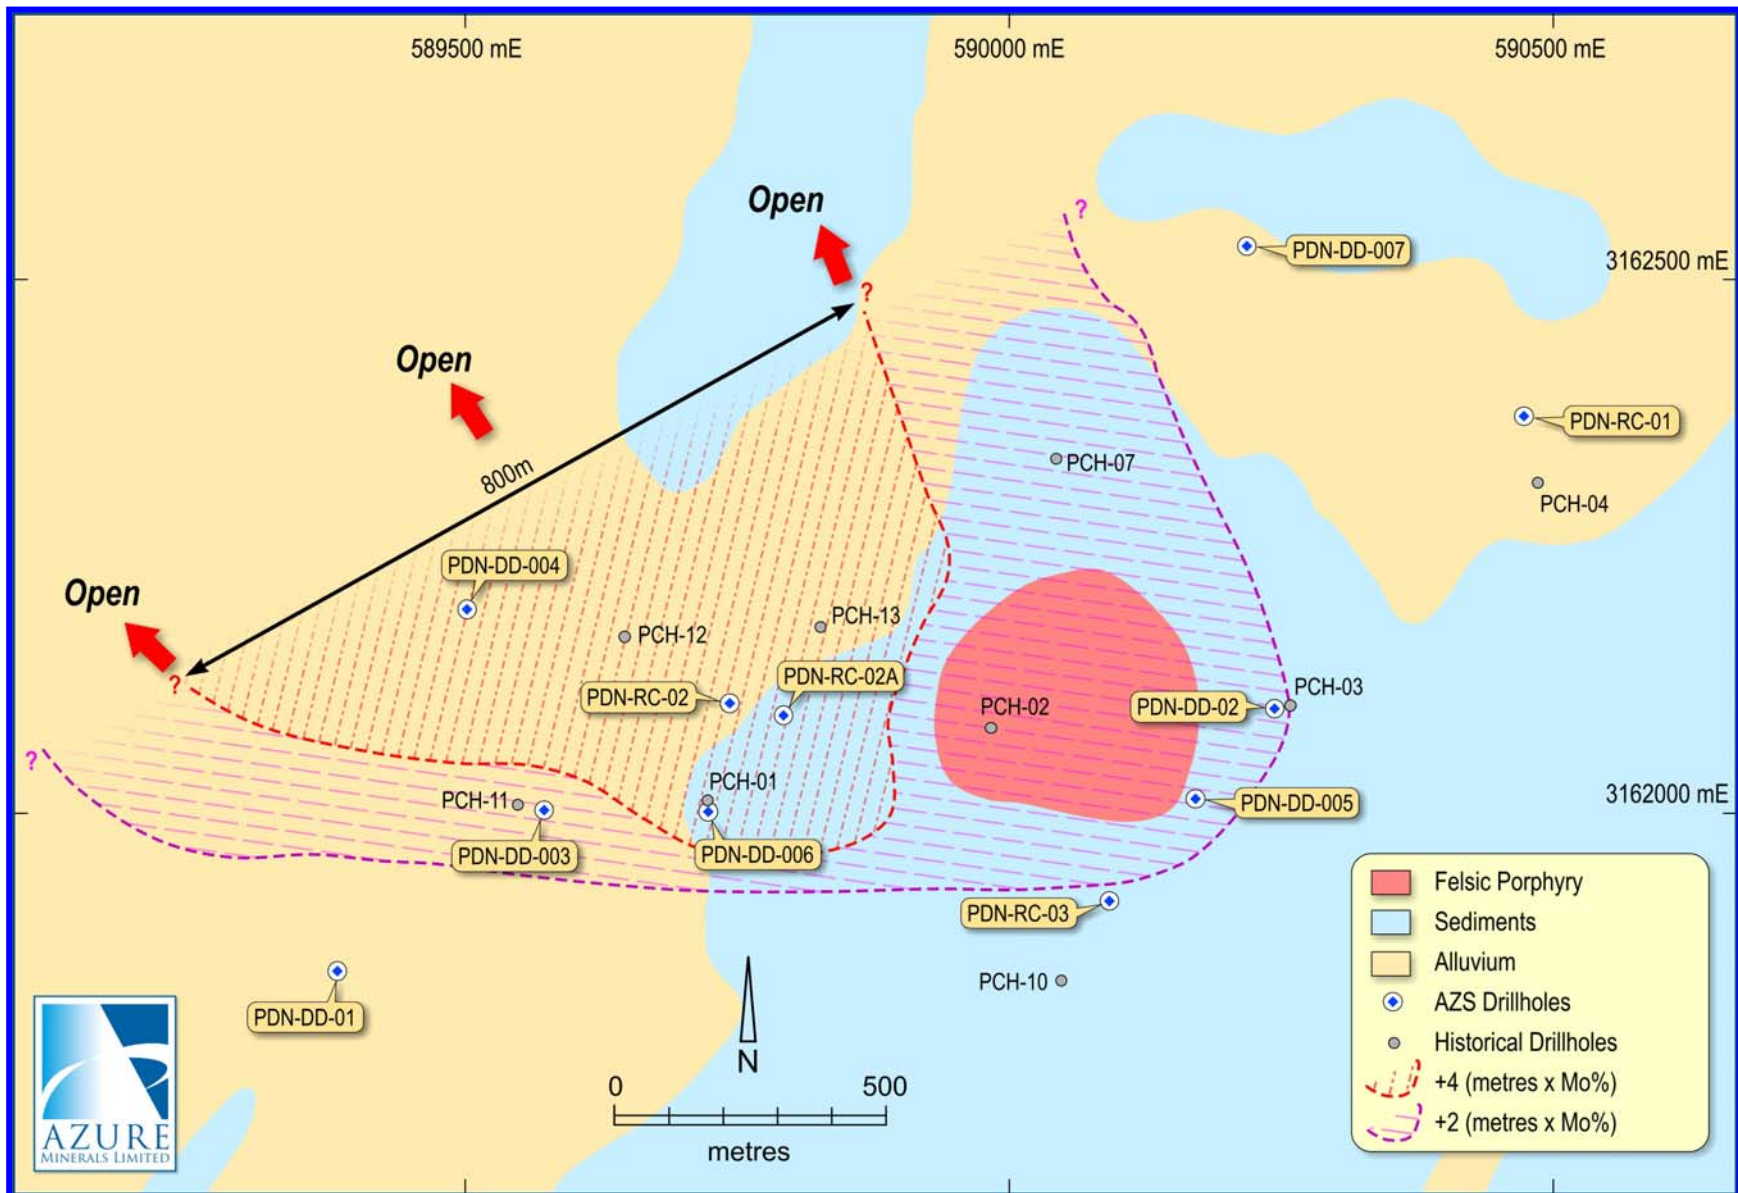 589500 mE
590000 mE
590500 mE
Open
?
PDN-DD-007
3162500 mE
?
Open
800m
PDN-RC-01
PCH-07
PCH-04
PDN-DD-004
Open
PCH-12
PCH-13
?
PDN-RC-02
PDN-RC-02A
PCH-02
PDN-DD-02
PCH-03
?
PCH-11
PCH-01
PDN-DD-005
3162000 mE
PDN-DD-003
PDN-DD-006
PDN-RC-03
PCH-10
PDN-DD-01
N
0 500
metres
AZURE
MINERALS LIMITED
Felsic Porphyry
Sediments
Alluvium
AZS Drillholes
Historical Drillholes
+4 (metres x Mo%)
+2 (metres x Mo%)